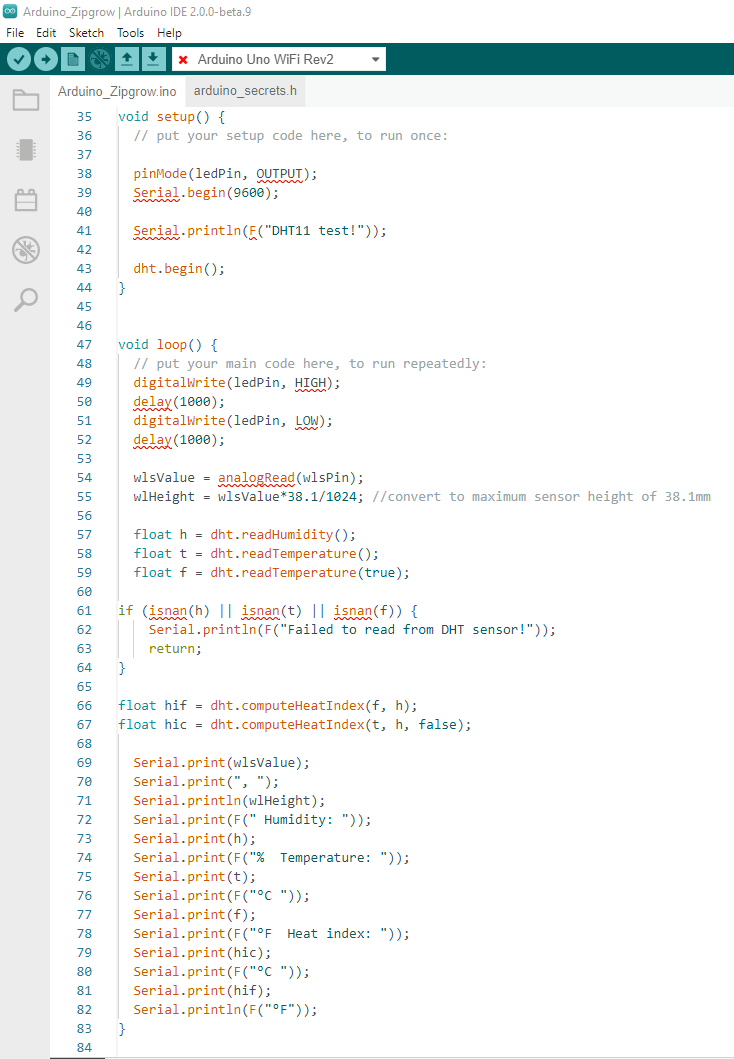 Arduino_Zipgrow | Arduino IDE 2.0.0-beta.9
File Edit Sketch Tools Help
Arduino Uno WiFi Rev2
Arduino_Zipgrow.ino arduino_secrets.h
35 void setup() {
36 // put your setup code here, to run once:
37
38 pinMode(ledPin, OUTPUT);
39 Serial.begin(9600);
40
41 Serial.println(F("DHT11 test!"));
42
43 dht.begin();
44 }
45
46
47 void loop() {
48 // put your main code here, to run repeatedly:
49 digitalWrite(ledPin, HIGH);
50 delay(1000);
51 digitalWrite(ledPin, LOW);
52 delay(1000);
53
54 wlsValue = analogRead(wlsPin);
55 wlHeight = wlsValue*38.1/1024; //convert to maximum sensor height of 38.1mm
56
57 float h = dht.readHumidity();
58 float t = dht.readTemperature();
59 float f = dht.readTemperature(true);
60
61 if (isnan(h) || isnan(t) || isnan(f)) {
62 Serial.println(F("Failed to read from DHT sensor!"));
63 return;
64 }
65
66 float hif = dht.computeHeatIndex(f, h);
67 float hic = dht.computeHeatIndex(t, h, false);
68
69 Serial.print(wlsValue);
70 Serial.print(", ");
71 Serial.println(wlHeight);
72 Serial.print(F(" Humidity: "));
73 Serial.print(h);
74 Serial.print(F("%  Temperature: "));
75 Serial.print(t);
76 Serial.print(F("°C "));
77 Serial.print(f);
78 Serial.print(F("°F  Heat index: "));
79 Serial.print(hic);
80 Serial.print(F("°C "));
81 Serial.print(hif);
82 Serial.println(F("°F"));
83 }
84